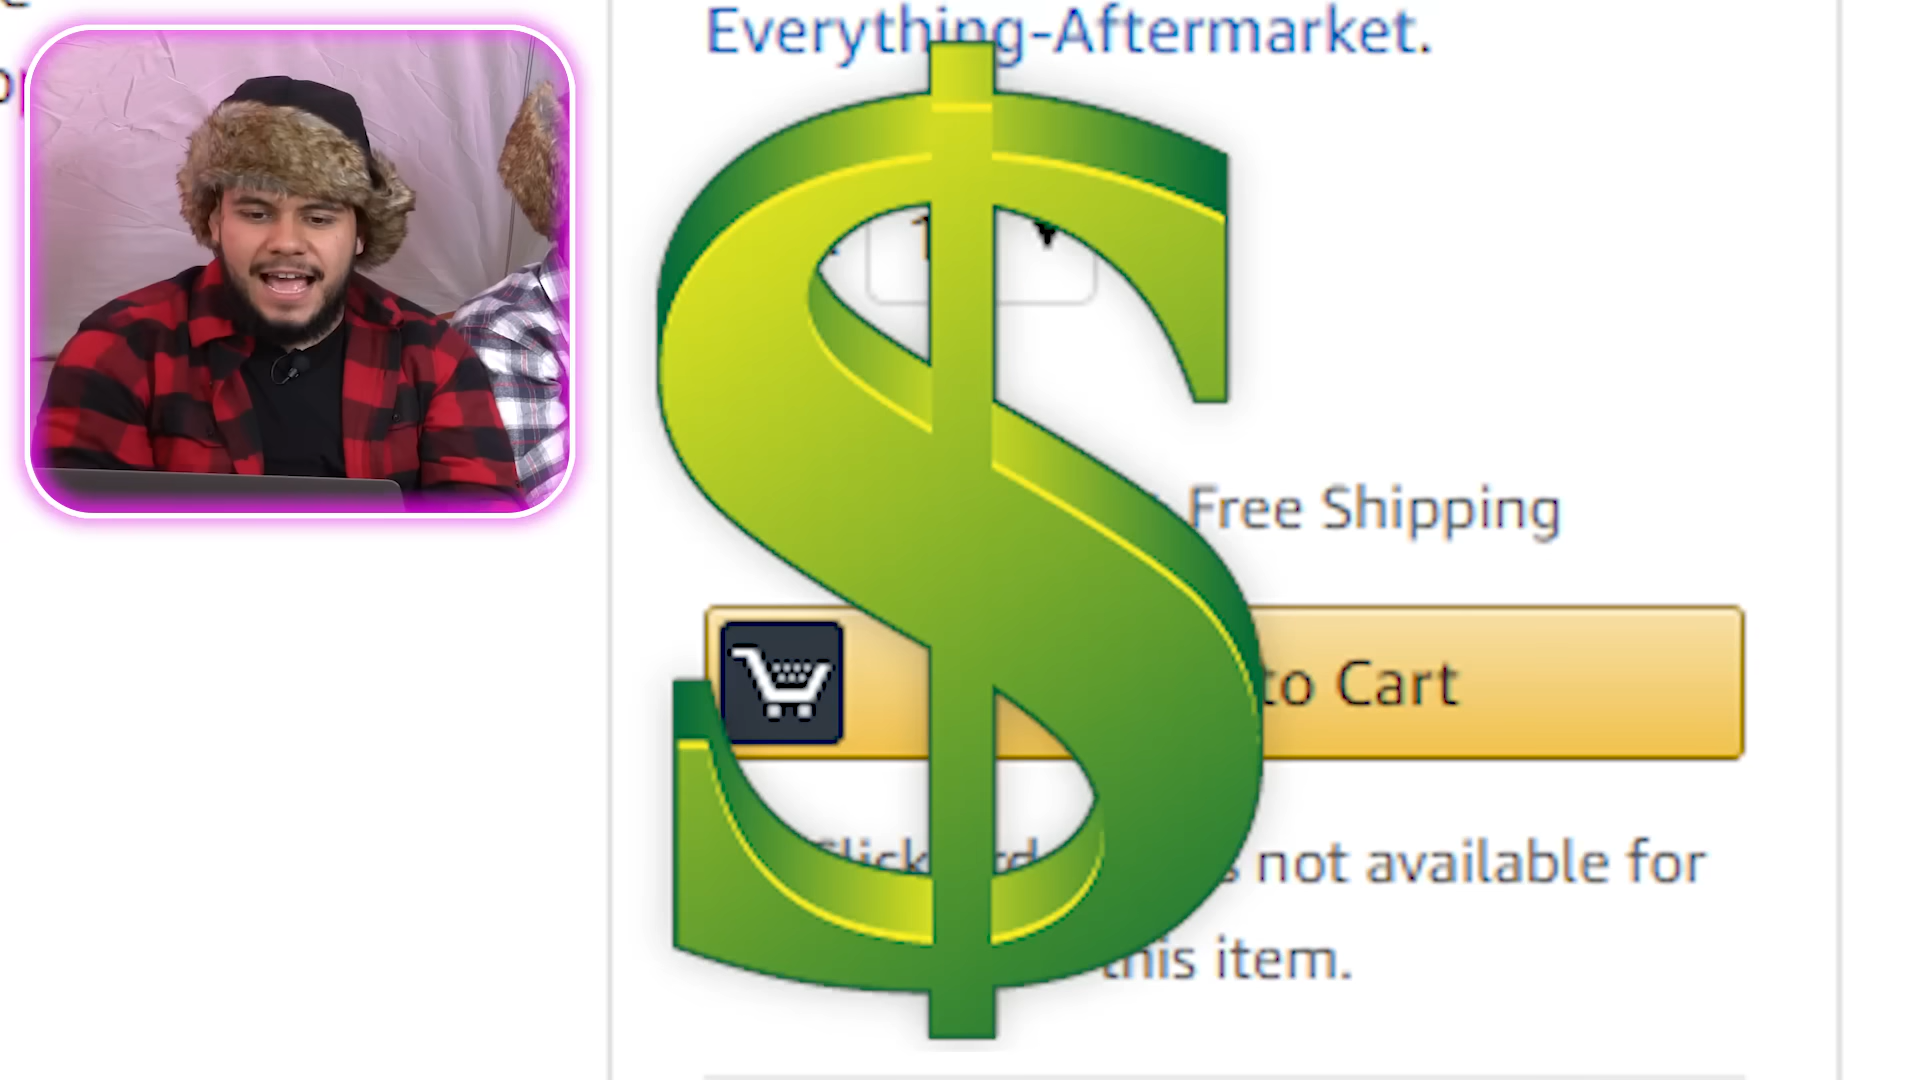 Everything-Aftermarket.
Free Shipping
to Cart
not available for
this item.